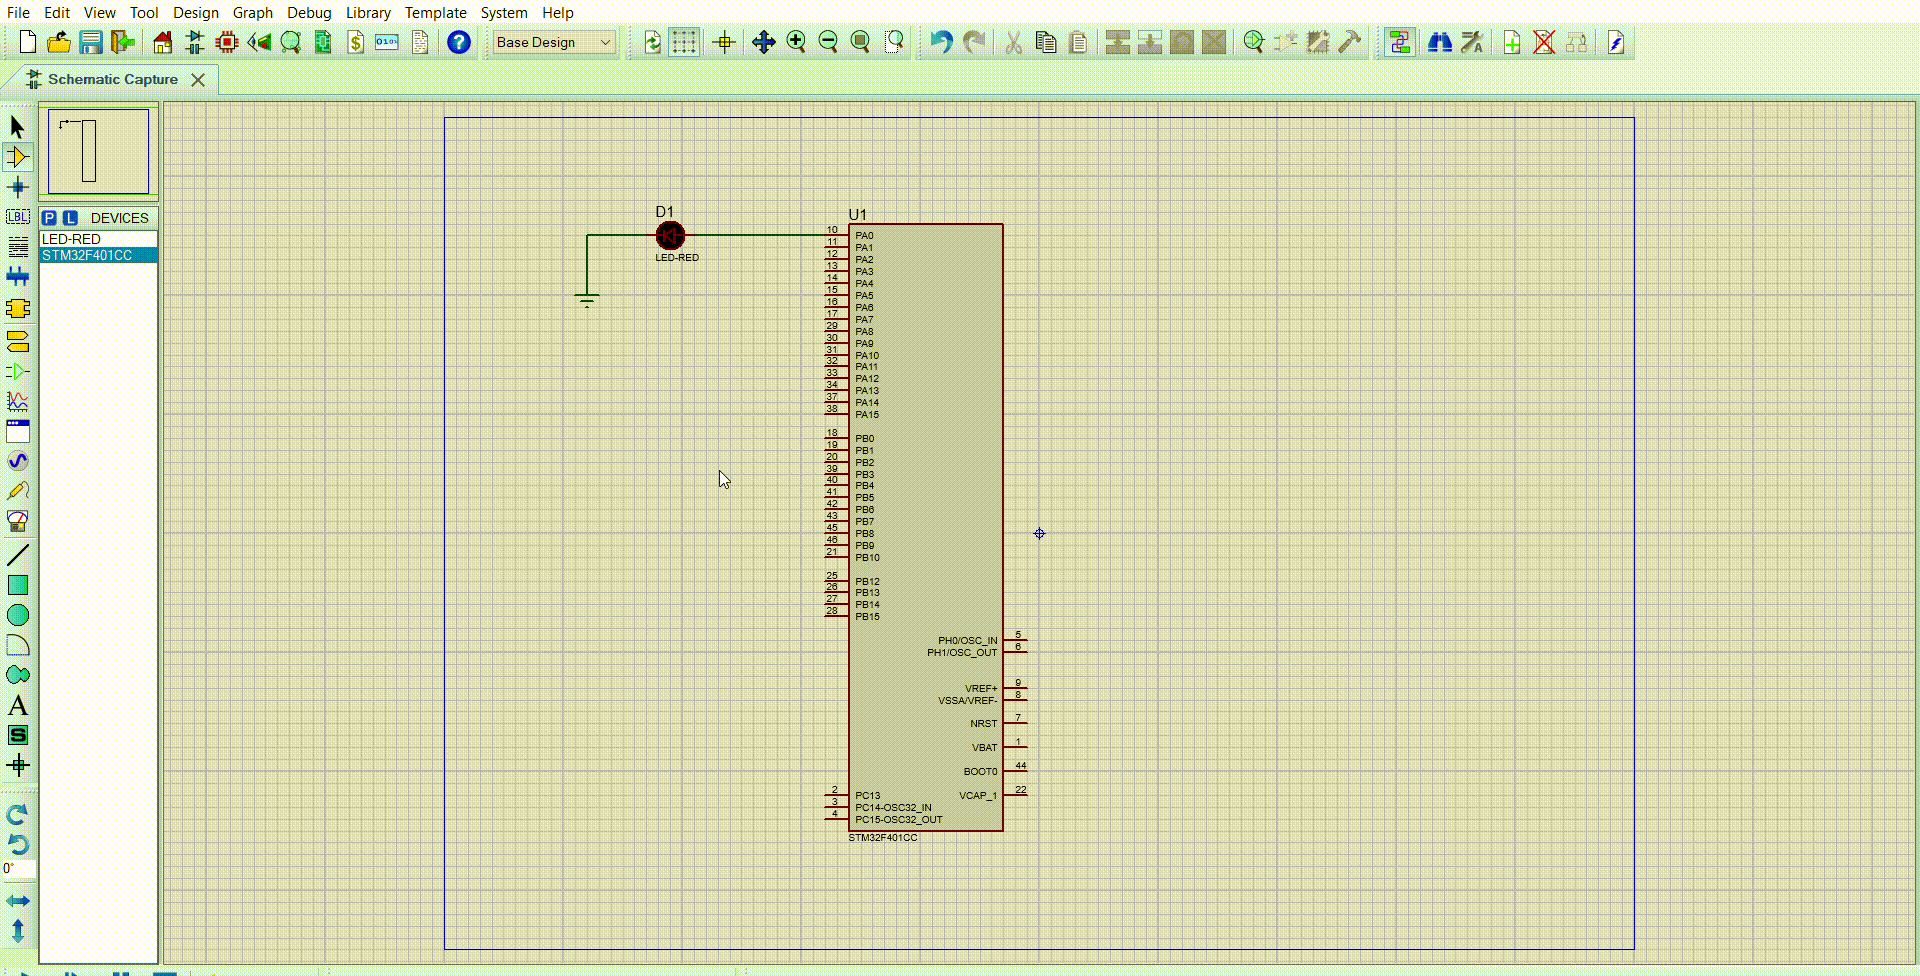 File Edit View Tool Design Graph Debug Library Template System Help
Base Design
Schematic Capture
LBL
P L DEVICES
LED-RED
STM32F401CC
A
S
0°
D1
LED-RED
U1
10 PA0
11 PA1
12 PA2
13 PA3
14 PA4
15 PA5
16 PA6
17 PA7
29 PA8
30 PA9
31 PA10
32 PA11
33 PA12
34 PA13
37 PA14
38 PA15
18 PB0
19 PB1
20 PB2
39 PB3
40 PB4
41 PB5
42 PB6
43 PB7
45 PB8
46 PB9
21 PB10
25 PB12
26 PB13
27 PB14
28 PB15
PH0/OSC_IN 5
PH1/OSC_OUT 6
VREF+ 9
VSSA/VREF- 8
NRST 7
VBAT 1
BOOT0 44
2 PC13 VCAP_1 22
3 PC14-OSC32_IN
4 PC15-OSC32_OUT
STM32F401CC